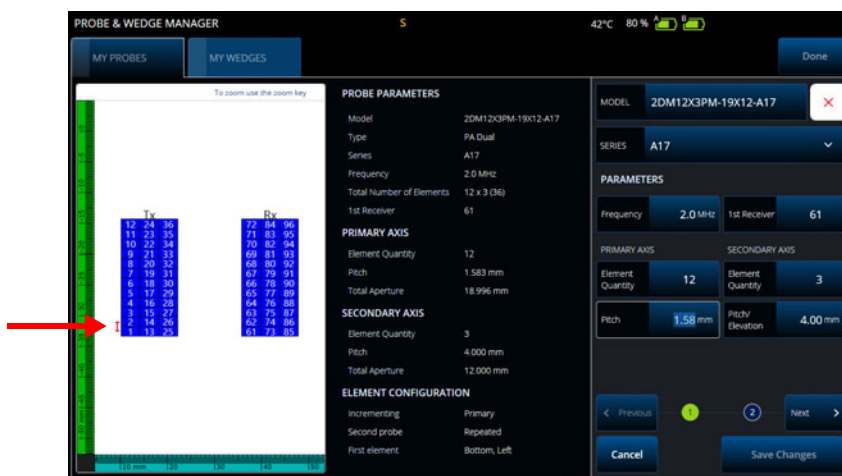 PROBE & WEDGE MANAGER S 42°C 80 % A B
MY PROBES MY WEDGES Done
To zoom use the zoom key
Tx Rx
12 24 36 72 84 96
11 23 35 71 83 95
10 22 34 70 82 94
9 21 33 69 81 93
8 20 32 68 80 92
7 19 31 67 79 91
6 18 30 66 78 90
5 17 29 65 77 89
4 16 28 64 76 88
3 15 27 63 75 87
2 14 26 62 74 86
1 13 25 61 73 85
10 mm 20 30 40 50
PROBE PARAMETERS
Model 2DM12X3PM-19X12-A17
Type PA Dual
Series A17
Frequency 2.0 MHz
Total Number of Elements 12 x 3 (36)
1st Receiver 61
PRIMARY AXIS
Element Quantity 12
Pitch 1.583 mm
Total Aperture 18.996 mm
SECONDARY AXIS
Element Quantity 3
Pitch 4.000 mm
Total Aperture 12.000 mm
ELEMENT CONFIGURATION
Incrementing Primary
Second probe Repeated
First element Bottom, Left
MODEL 2DM12X3PM-19X12-A17
SERIES A17
PARAMETERS
Frequency 2.0 MHz 1st Receiver 61
PRIMARY AXIS SECONDARY AXIS
Element Quantity 12 Element Quantity 3
Pitch 1.58 mm Pitch/ Elevation 4.00 mm
< Previous 1 2 Next >
Cancel Save Changes